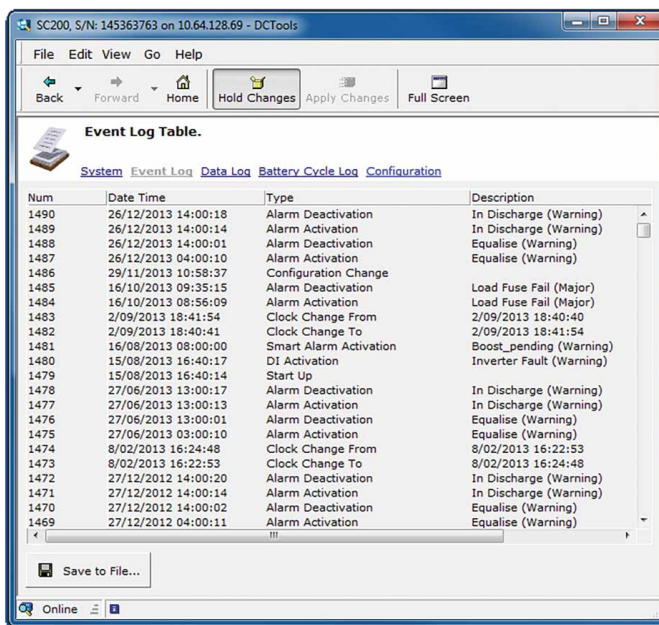 SC200, S/N: 145363763 on 10.64.128.69 - DCTools
File Edit View Go Help
Back Forward Home Hold Changes Apply Changes Full Screen
Event Log Table.
System Event Log Data Log Battery Cycle Log Configuration
Num Date Time Type Description
1490 26/12/2013 14:00:18 Alarm Deactivation In Discharge (Warning)
1489 26/12/2013 14:00:14 Alarm Activation In Discharge (Warning)
1488 26/12/2013 14:00:01 Alarm Deactivation Equalise (Warning)
1487 26/12/2013 04:00:10 Alarm Activation Equalise (Warning)
1486 29/11/2013 10:58:37 Configuration Change
1485 16/10/2013 09:35:15 Alarm Deactivation Load Fuse Fail (Major)
1484 16/10/2013 08:56:09 Alarm Activation Load Fuse Fail (Major)
1483 2/09/2013 18:41:54 Clock Change From 2/09/2013 18:40:40
1482 2/09/2013 18:40:41 Clock Change To 2/09/2013 18:41:54
1481 16/08/2013 08:00:00 Smart Alarm Activation Boost_pending (Warning)
1480 15/08/2013 16:40:17 DI Activation Inverter Fault (Warning)
1479 15/08/2013 16:40:14 Start Up
1478 27/06/2013 13:00:17 Alarm Deactivation In Discharge (Warning)
1477 27/06/2013 13:00:13 Alarm Activation In Discharge (Warning)
1476 27/06/2013 13:00:01 Alarm Deactivation Equalise (Warning)
1475 27/06/2013 03:00:10 Alarm Activation Equalise (Warning)
1474 8/02/2013 16:24:48 Clock Change From 8/02/2013 16:22:53
1473 8/02/2013 16:22:53 Clock Change To 8/02/2013 16:24:48
1472 27/12/2012 14:00:20 Alarm Deactivation In Discharge (Warning)
1471 27/12/2012 14:00:14 Alarm Activation In Discharge (Warning)
1470 27/12/2012 14:00:02 Alarm Deactivation Equalise (Warning)
1469 27/12/2012 04:00:11 Alarm Activation Equalise (Warning)
Save to File...
Online